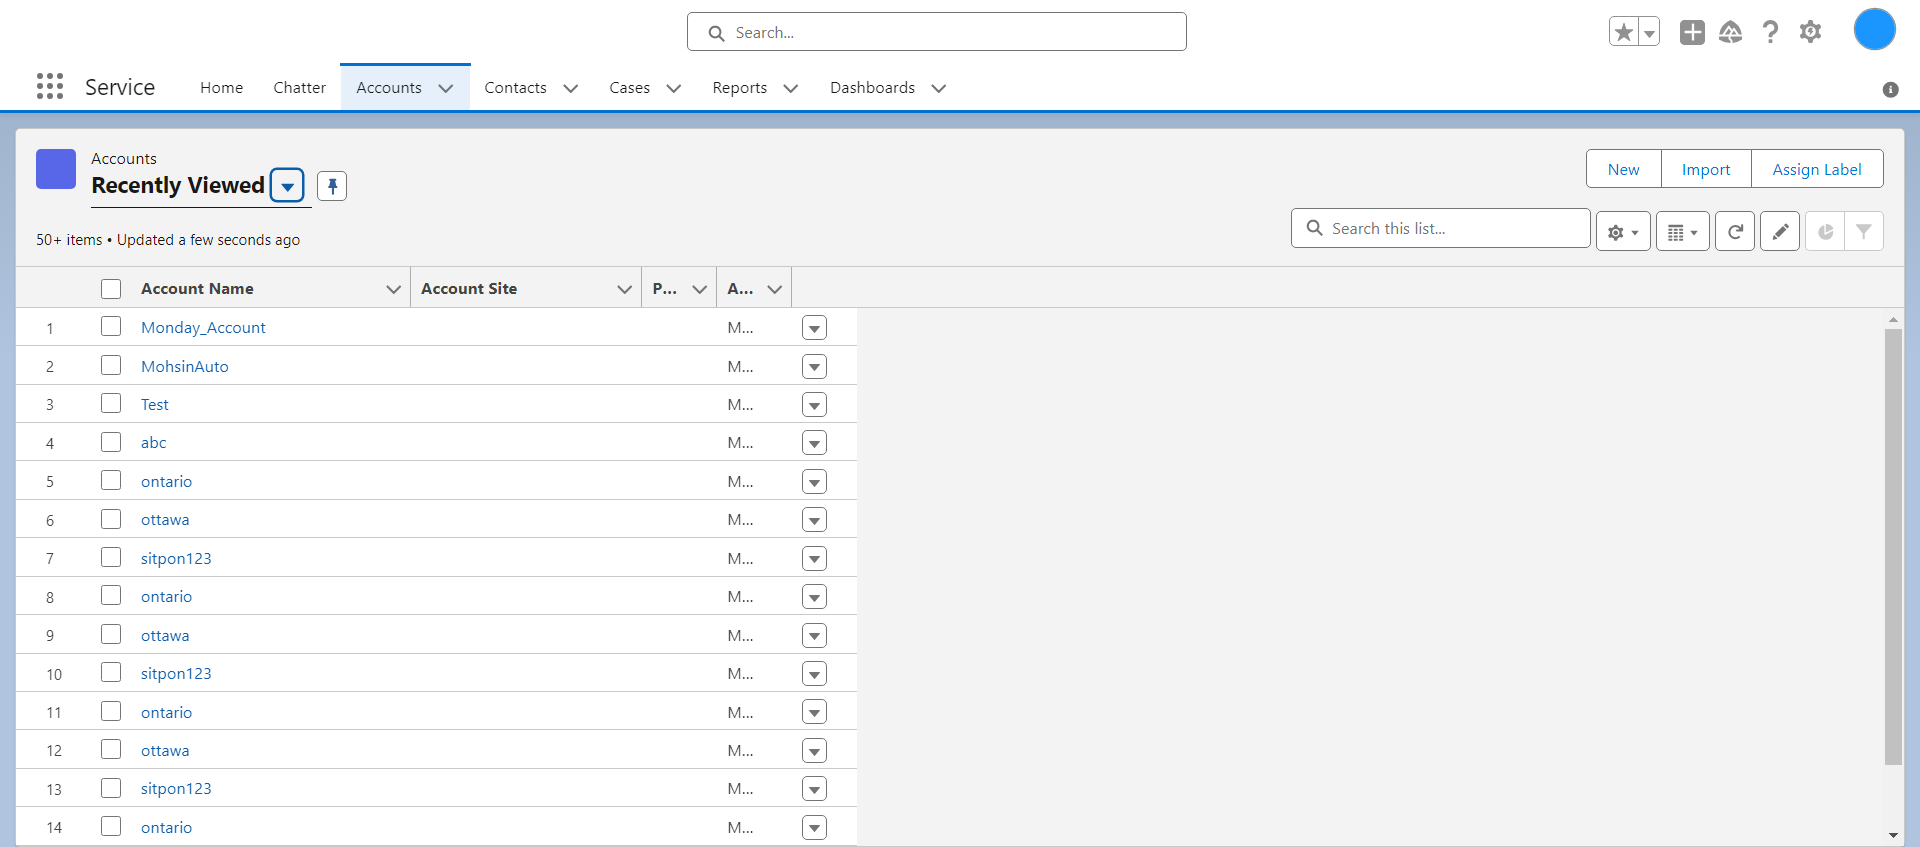 Search...
Service Home Chatter Accounts Contacts Cases Reports Dashboards
Accounts
Recently Viewed
New Import Assign Label
50+ items • Updated a few seconds ago
Search this list...
Account Name Account Site P... A...
1 Monday_Account M...
2 MohsinAuto M...
3 Test M...
4 abc M...
5 ontario M...
6 ottawa M...
7 sitpon123 M...
8 ontario M...
9 ottawa M...
10 sitpon123 M...
11 ontario M...
12 ottawa M...
13 sitpon123 M...
14 ontario M...